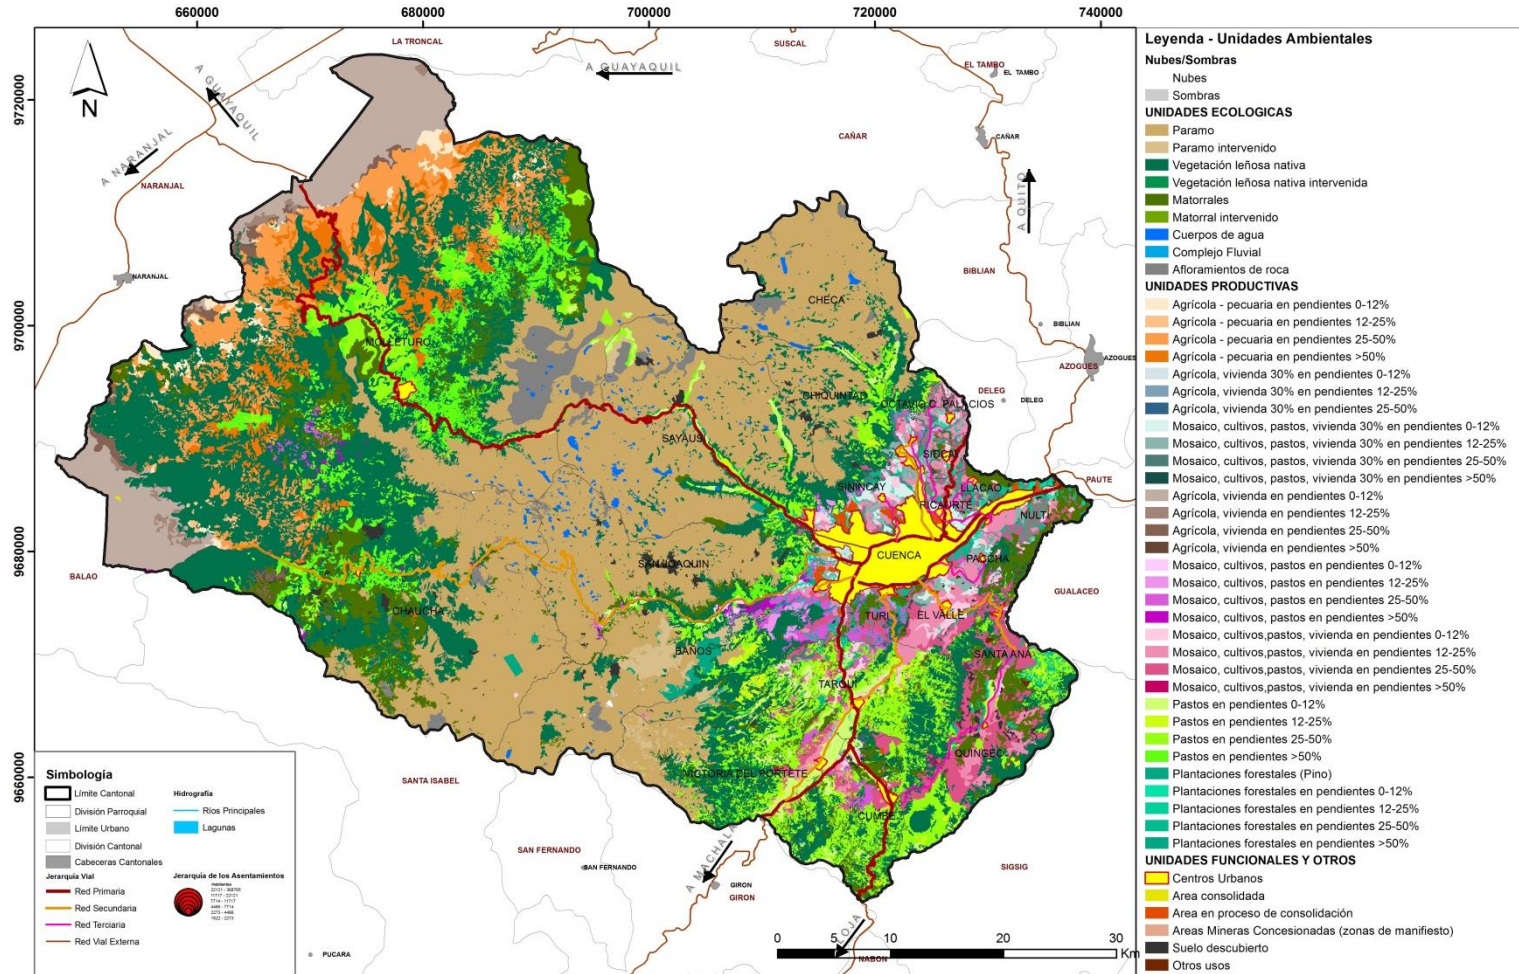 660000
680000
700000
720000
740000
9720000
9700000
9680000
9660000
LA TRONCAL
SUSCAL
EL TAMBO
EL TAMBO
A GUAYAQUIL
A GUAYAQUIL
N
A NARANJAL
NARANJAL
CAÑAR
CAÑAR
A QUITO
NARANJAL
BIBLIAN
CHECA
BIBLIAN
MOLLETURO
AZOGUES
AZOGUES
DELEG
DELEG
CHIQUINTAD
OCTAVIO C. PALACIOS
SAYAUSI
SIDCAI
SININCAY
LLACAO
PAUTE
RICAURTE
NULTI
CUENCA
PACCHA
SAN JOAQUIN
BALAO
GUALACEO
CHAUCHA
TURI
EL VALLE
BAÑOS
SANTA ANA
TARQUI
QUINGEO
VICTORIA DEL PORTETE
SANTA ISABEL
CUMBE
SAN FERNANDO
SAN FERNANDO
SIGSIG
A MACHALA
GIRON
GIRON
LOJA
NABON
PUCARA
0 5 10 20 30
Km
Simbología
Límite Cantonal
División Parroquial
Límite Urbano
División Cantonal
Cabeceras Cantonales
Hidrografía
Ríos Principales
Lagunas
Jerarquía Vial
Red Primaria
Red Secundaria
Red Terciaria
Red Vial Externa
Jerarquía de los Asentamientos
Leyenda - Unidades Ambientales
Nubes/Sombras
Nubes
Sombras
UNIDADES ECOLOGICAS
Paramo
Paramo intervenido
Vegetación leñosa nativa
Vegetación leñosa nativa intervenida
Matorrales
Matorral intervenido
Cuerpos de agua
Complejo Fluvial
Afloramientos de roca
UNIDADES PRODUCTIVAS
Agrícola - pecuaria en pendientes 0-12%
Agrícola - pecuaria en pendientes 12-25%
Agrícola - pecuaria en pendientes 25-50%
Agrícola - pecuaria en pendientes >50%
Agrícola, vivienda 30% en pendientes 0-12%
Agrícola, vivienda 30% en pendientes 12-25%
Agrícola, vivienda 30% en pendientes 25-50%
Mosaico, cultivos, pastos, vivienda 30% en pendientes 0-12%
Mosaico, cultivos, pastos, vivienda 30% en pendientes 12-25%
Mosaico, cultivos, pastos, vivienda 30% en pendientes 25-50%
Mosaico, cultivos, pastos, vivienda 30% en pendientes >50%
Agrícola, vivienda en pendientes 0-12%
Agrícola, vivienda en pendientes 12-25%
Agrícola, vivienda en pendientes 25-50%
Agrícola, vivienda en pendientes >50%
Mosaico, cultivos, pastos en pendientes 0-12%
Mosaico, cultivos, pastos en pendientes 12-25%
Mosaico, cultivos, pastos en pendientes 25-50%
Mosaico, cultivos, pastos en pendientes >50%
Mosaico, cultivos,pastos, vivienda en pendientes 0-12%
Mosaico, cultivos,pastos, vivienda en pendientes 12-25%
Mosaico, cultivos,pastos, vivienda en pendientes 25-50%
Mosaico, cultivos,pastos, vivienda en pendientes >50%
Pastos en pendientes 0-12%
Pastos en pendientes 12-25%
Pastos en pendientes 25-50%
Pastos en pendientes >50%
Plantaciones forestales (Pino)
Plantaciones forestales en pendientes 0-12%
Plantaciones forestales en pendientes 12-25%
Plantaciones forestales en pendientes 25-50%
Plantaciones forestales en pendientes >50%
UNIDADES FUNCIONALES Y OTROS
Centros Urbanos
Area consolidada
Area en proceso de consolidación
Areas Mineras Concesionadas (zonas de manifiesto)
Suelo descubierto
Otros usos